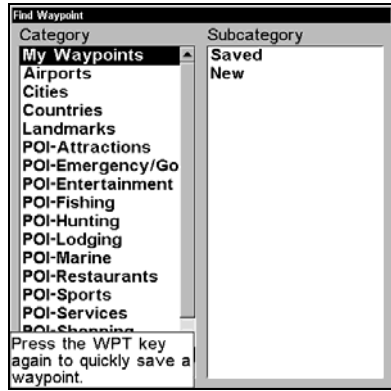 Find Waypoint
Category
My Waypoints
Airports
Cities
Countries
Landmarks
POI-Attractions
POI-Emergency/Go
POI-Entertainment
POI-Fishing
POI-Hunting
POI-Lodging
POI-Marine
POI-Restaurants
POI-Sports
POI-Services
POI-Shopping
Press the WPT key
again to quickly save a
waypoint.
Subcategory
Saved
New